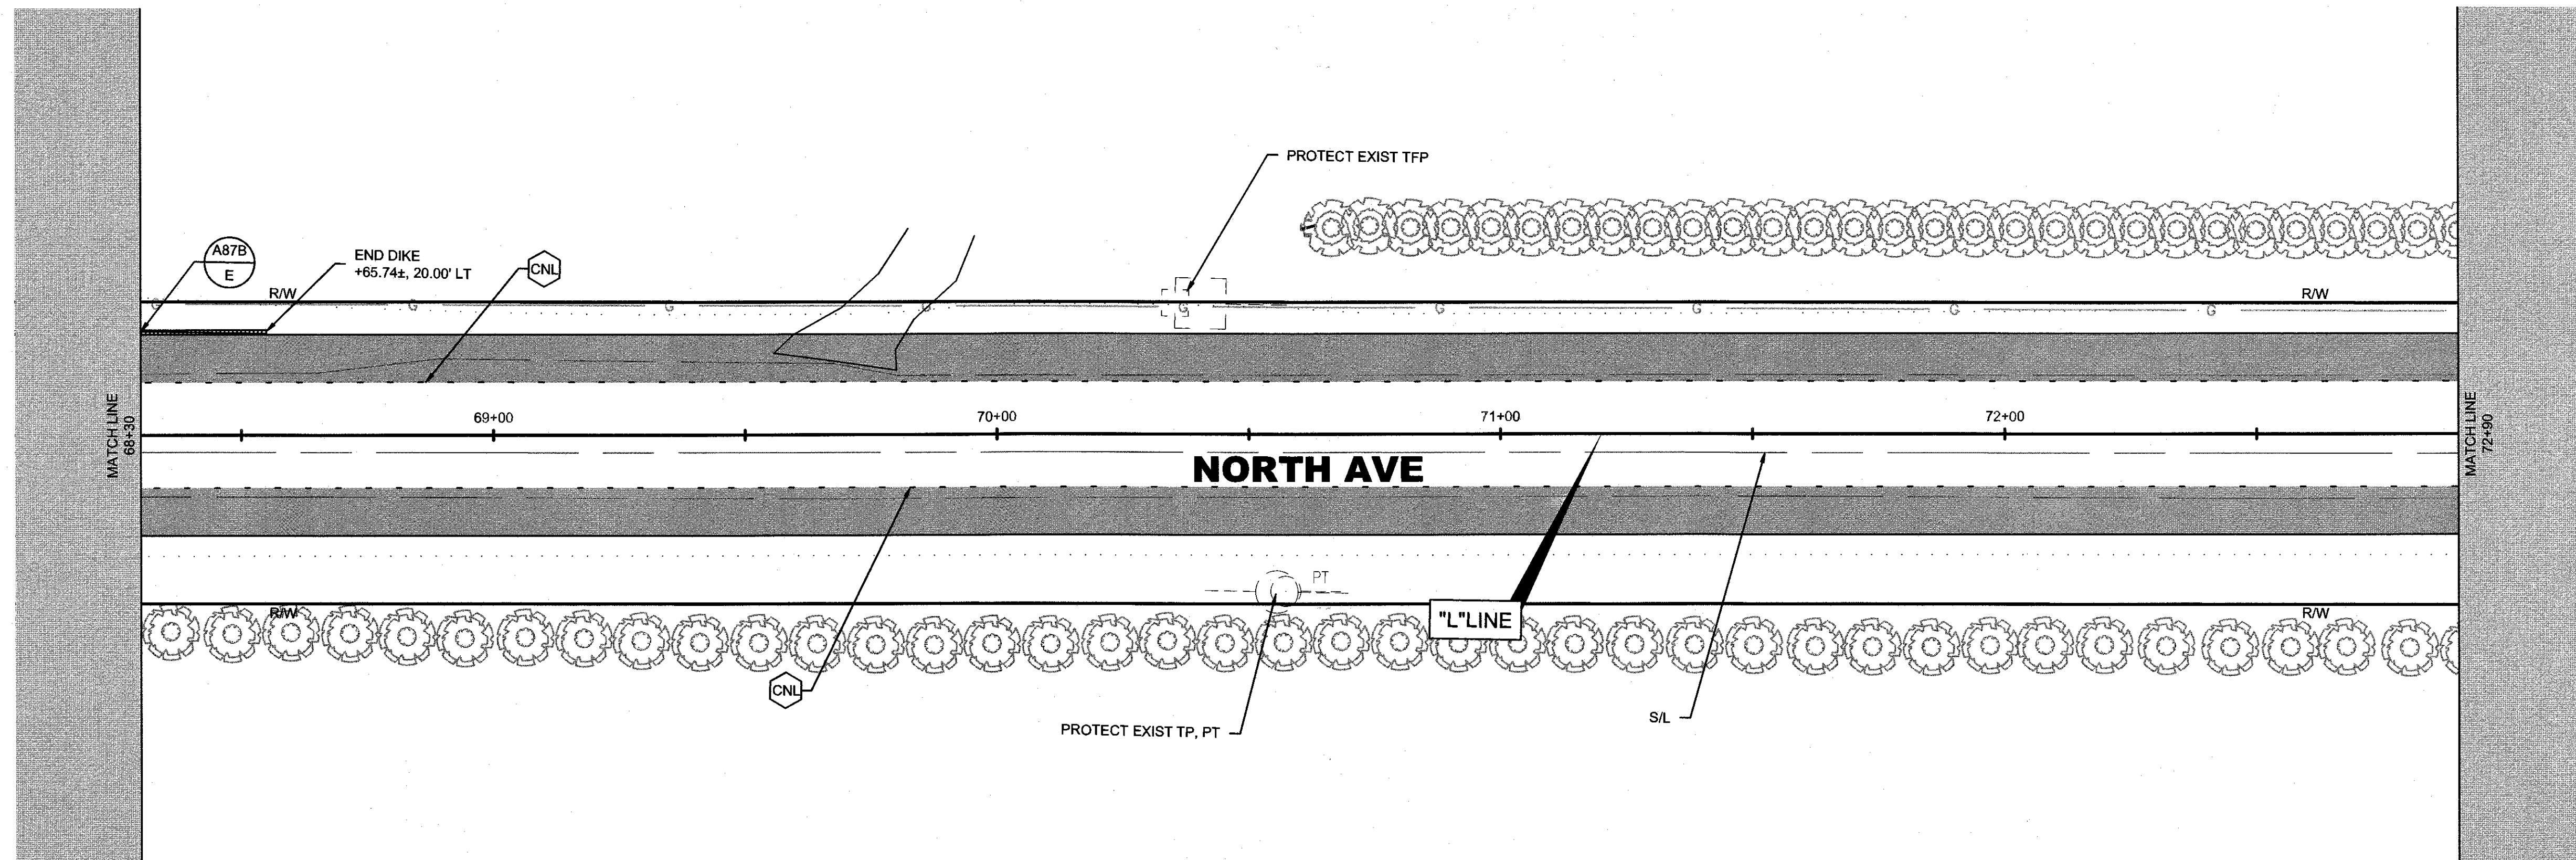 PROTECT EXIST TFP
A87B
E
END DIKE
+65.74±, 20.00' LT
CNL
R/W
R/W
G
G
G
G
G
G
G
G
G
MATCH LINE
68+30
69+00
70+00
71+00
72+00
MATCH LINE
72+90
NORTH AVE
PT
"L"LINE
R/W
R/W
CNL
PROTECT EXIST TP, PT
S/L